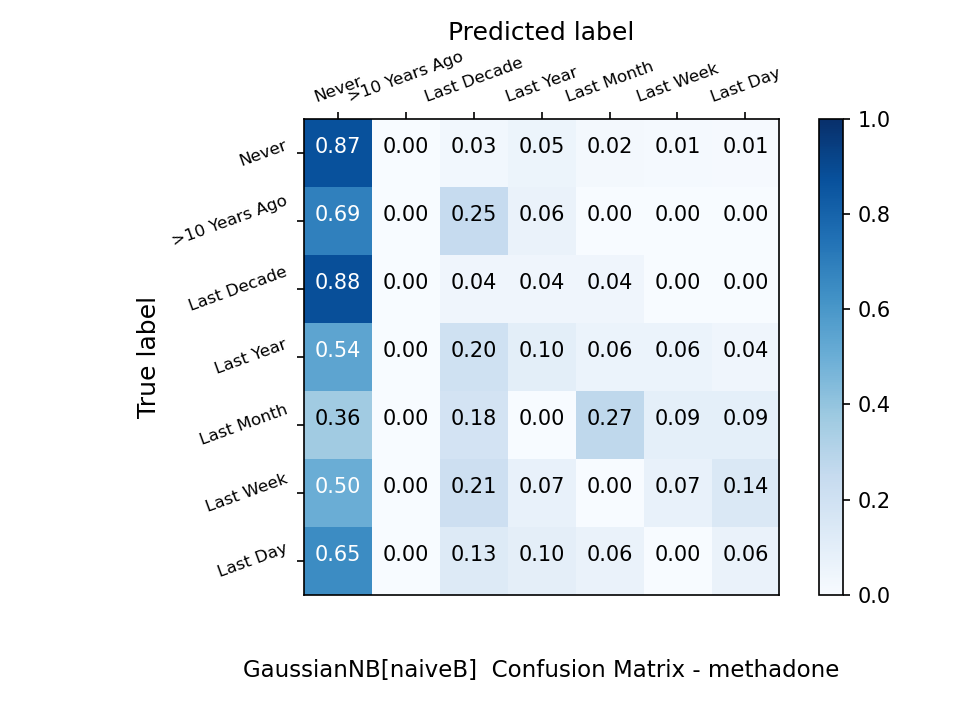 Predicted label
Never >10 Years Ago Last Decade Last Year Last Month Last Week Last Day
Never 0.87 0.00 0.03 0.05 0.02 0.01 0.01
>10 Years Ago 0.69 0.00 0.25 0.06 0.00 0.00 0.00
Last Decade 0.88 0.00 0.04 0.04 0.04 0.00 0.00
Last Year 0.54 0.00 0.20 0.10 0.06 0.06 0.04
Last Month 0.36 0.00 0.18 0.00 0.27 0.09 0.09
Last Week 0.50 0.00 0.21 0.07 0.00 0.07 0.14
Last Day 0.65 0.00 0.13 0.10 0.06 0.00 0.06
True label
1.0
0.8
0.6
0.4
0.2
0.0
GaussianNB[naiveB]  Confusion Matrix - methadone